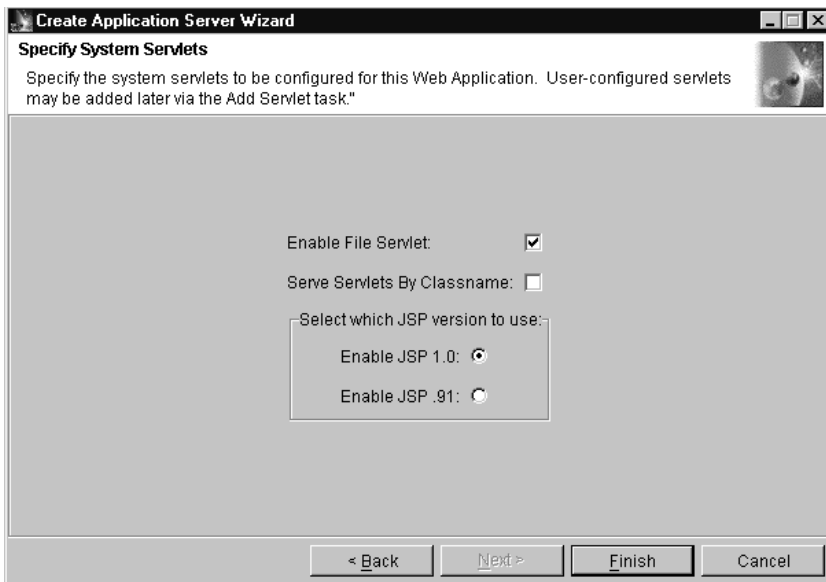 Create Application Server Wizard
Specify System Servlets
Specify the system servlets to be configured for this Web Application.  User-configured servlets
may be added later via the Add Servlet task."
Enable File Servlet:
Serve Servlets By Classname:
Select which JSP version to use:
Enable JSP 1.0:
Enable JSP .91:
< Back Next > Finish Cancel